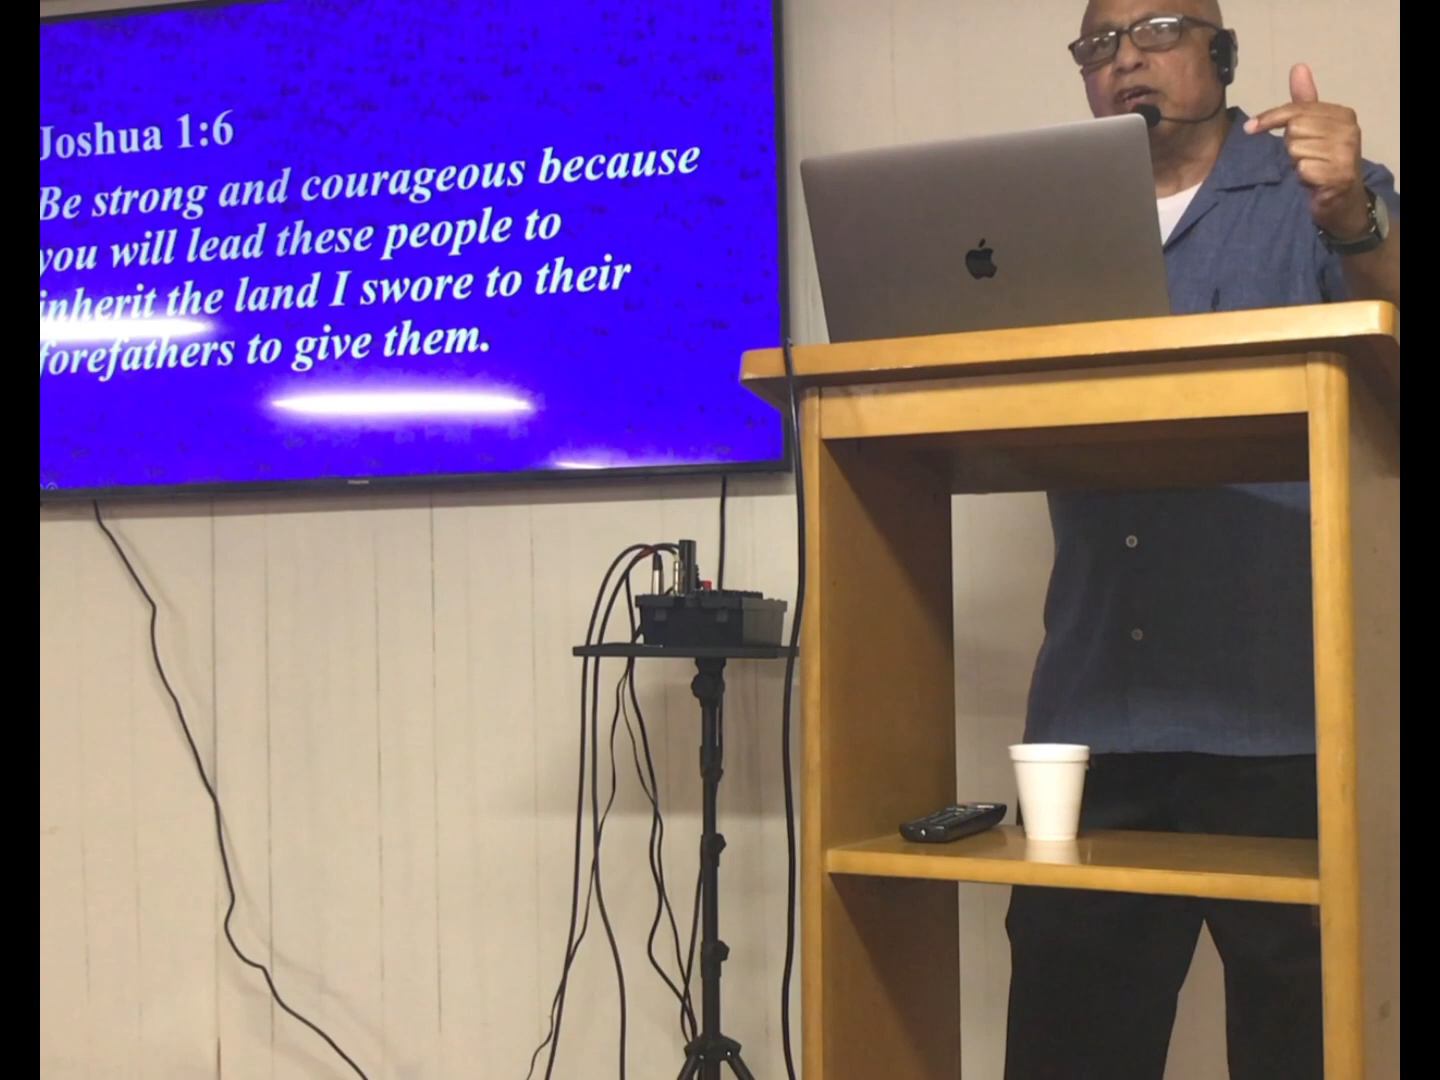 Joshua 1:6
Be strong and courageous because
you will lead these people to
inherit the land I swore to their
forefathers to give them.